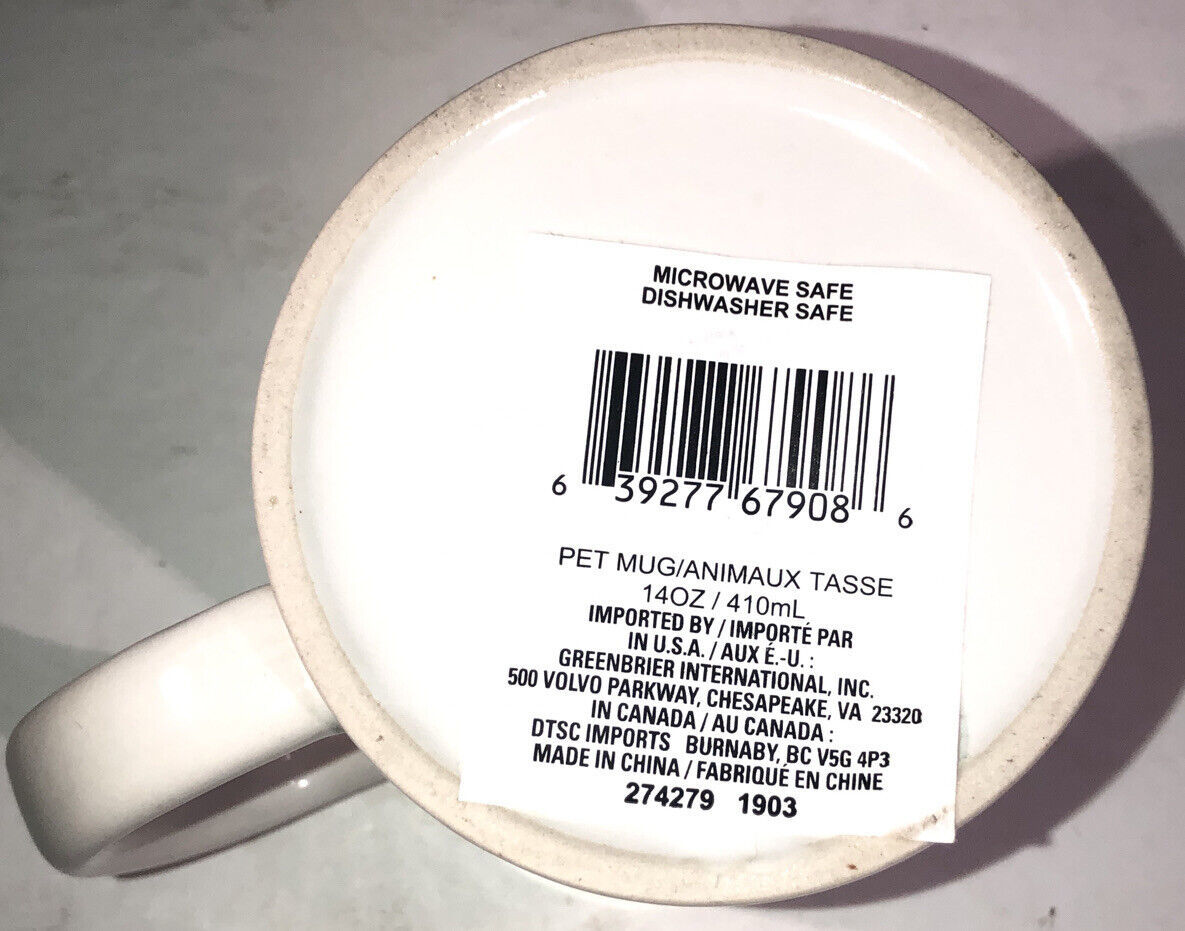 MICROWAVE SAFE
DISHWASHER SAFE
6 39277 67908 6
PET MUG/ANIMAUX TASSE
14OZ / 410mL
IMPORTED BY / IMPORTÉ PAR
IN U.S.A. / AUX É.-U. :
GREENBRIER INTERNATIONAL, INC.
500 VOLVO PARKWAY, CHESAPEAKE, VA 23320
IN CANADA / AU CANADA :
DTSC IMPORTS BURNABY, BC V5G 4P3
MADE IN CHINA / FABRIQUÉ EN CHINE
274279 1903